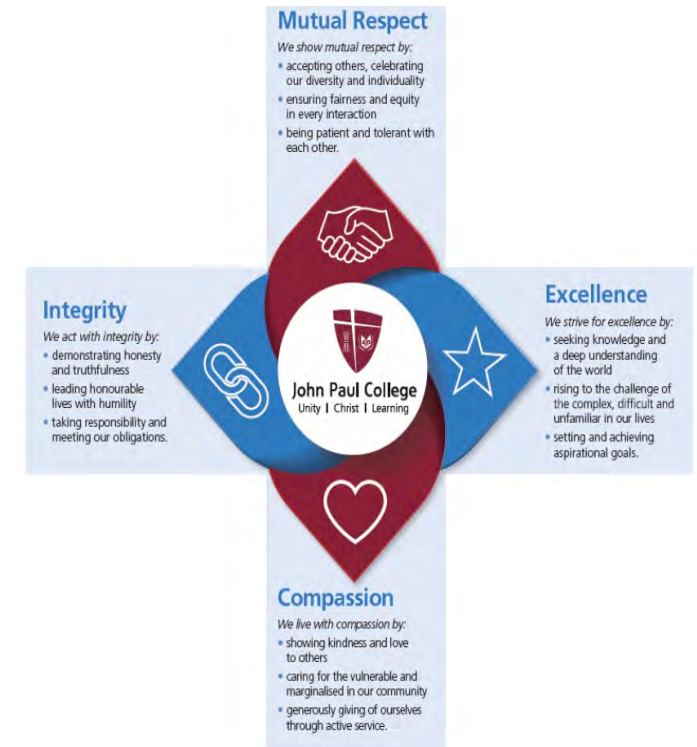 Mutual Respect
We show mutual respect by:
• accepting others, celebrating
our diversity and individuality
• ensuring fairness and equity
in every interaction
• being patient and tolerant with
each other.
Integrity
We act with integrity by:
• demonstrating honesty
and truthfulness
• leading honourable
lives with humility
• taking responsibility and
meeting our obligations.
John Paul College
Unity | Christ | Learning
Excellence
We strive for excellence by:
• seeking knowledge and
a deep understanding
of the world
• rising to the challenge of
the complex, difficult and
unfamiliar in our lives
• setting and achieving
aspirational goals.
Compassion
We live with compassion by:
• showing kindness and love
to others
• caring for the vulnerable and
marginalised in our community
• generously giving of ourselves
through active service.